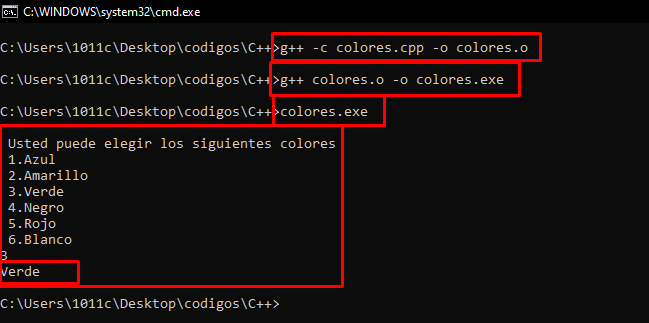 C:\WINDOWS\system32\cmd.exe
C:\Users\1011c\Desktop\codigos\C++>g++ -c colores.cpp -o colores.o
C:\Users\1011c\Desktop\codigos\C++>g++ colores.o -o colores.exe
C:\Users\1011c\Desktop\codigos\C++>colores.exe
Usted puede elegir los siguientes colores
1.Azul
2.Amarillo
3.Verde
4.Negro
5.Rojo
6.Blanco
3
Verde
C:\Users\1011c\Desktop\codigos\C++>